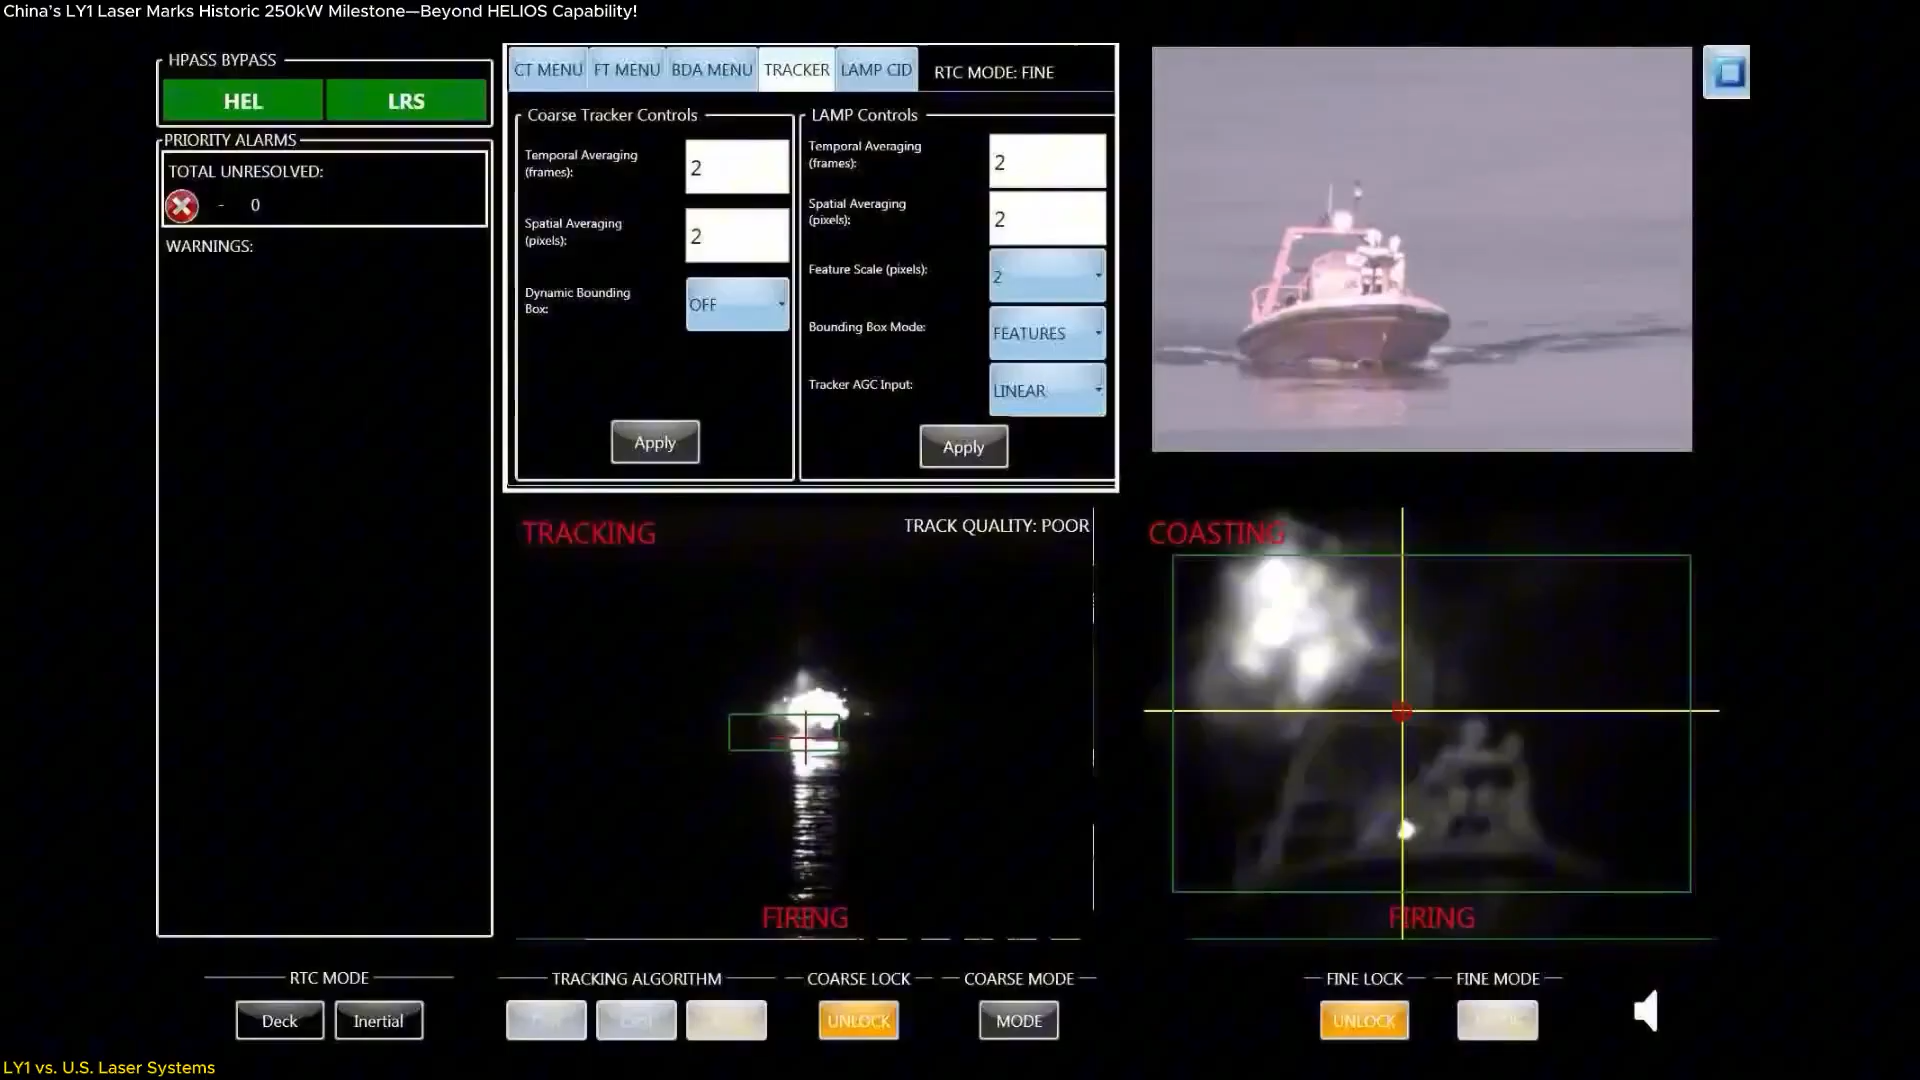 China's LY1 Laser Marks Historic 250kW Milestone—Beyond HELIOS Capability!
HPASS BYPASS
HEL
LRS
PRIORITY ALARMS
TOTAL UNRESOLVED:
- 0
WARNINGS:
CT MENU
FT MENU
BDA MENU
TRACKER
LAMP CID
RTC MODE: FINE
Coarse Tracker Controls
Temporal Averaging
(frames):
2
Spatial Averaging
(pixels):
2
Dynamic Bounding
Box:
OFF
Apply
LAMP Controls
Temporal Averaging
(frames):
2
Spatial Averaging
(pixels):
2
Feature Scale (pixels):
2
Bounding Box Mode:
FEATURES
Tracker AGC Input:
LINEAR
Apply
TRACKING
TRACK QUALITY: POOR
FIRING
COASTING
FIRING
RTC MODE
Deck
Inertial
TRACKING ALGORITHM
COARSE LOCK
UNLOCK
COARSE MODE
MODE
FINE LOCK
UNLOCK
FINE MODE
LY1 vs. U.S. Laser Systems